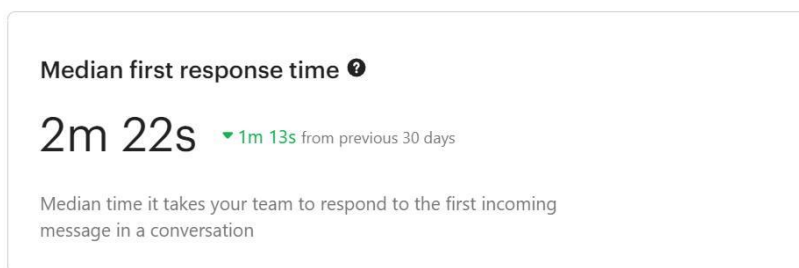 Median first response time ?
2m 22s ▼ 1m 13s from previous 30 days
Median time it takes your team to respond to the first incoming
message in a conversation